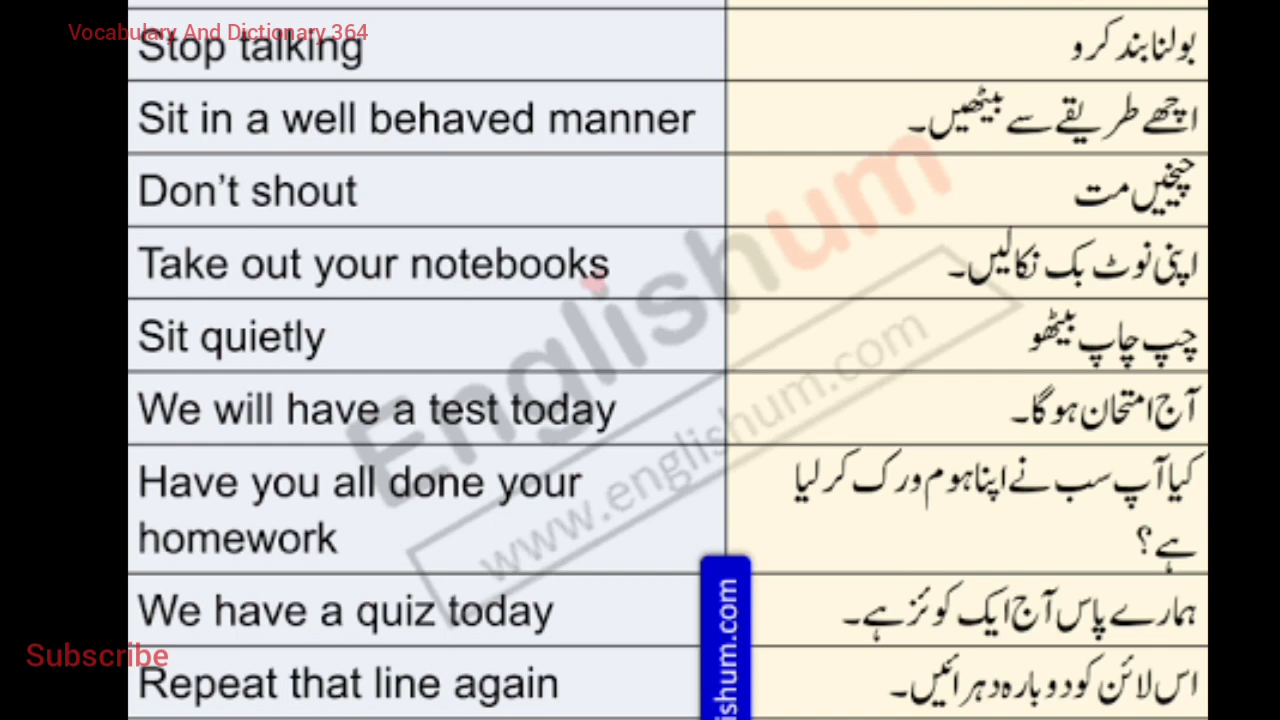 Vocabulary And Dictionary 364
Stop talking
بولنا بند کرو
Sit in a well behaved manner
اچھے طریقے سے بیٹھیں۔
Don't shout
چیخیں مت
Take out your notebooks
اپنی نوٹ بک نکالیں۔
Sit quietly
چپ چاپ بیٹھو
We will have a test today
آج امتحان ہو گا۔
Have you all done your
homework
کیا آپ سب نے اپنا ہوم ورک کر لیا
ہے؟
We have a quiz today
ہمارے پاس آج ایک کوئز ہے۔
Repeat that line again
اس لائن کو دوبارہ دہرائیں۔
Englishum
www.englishum.com
ishum.com
Subscribe